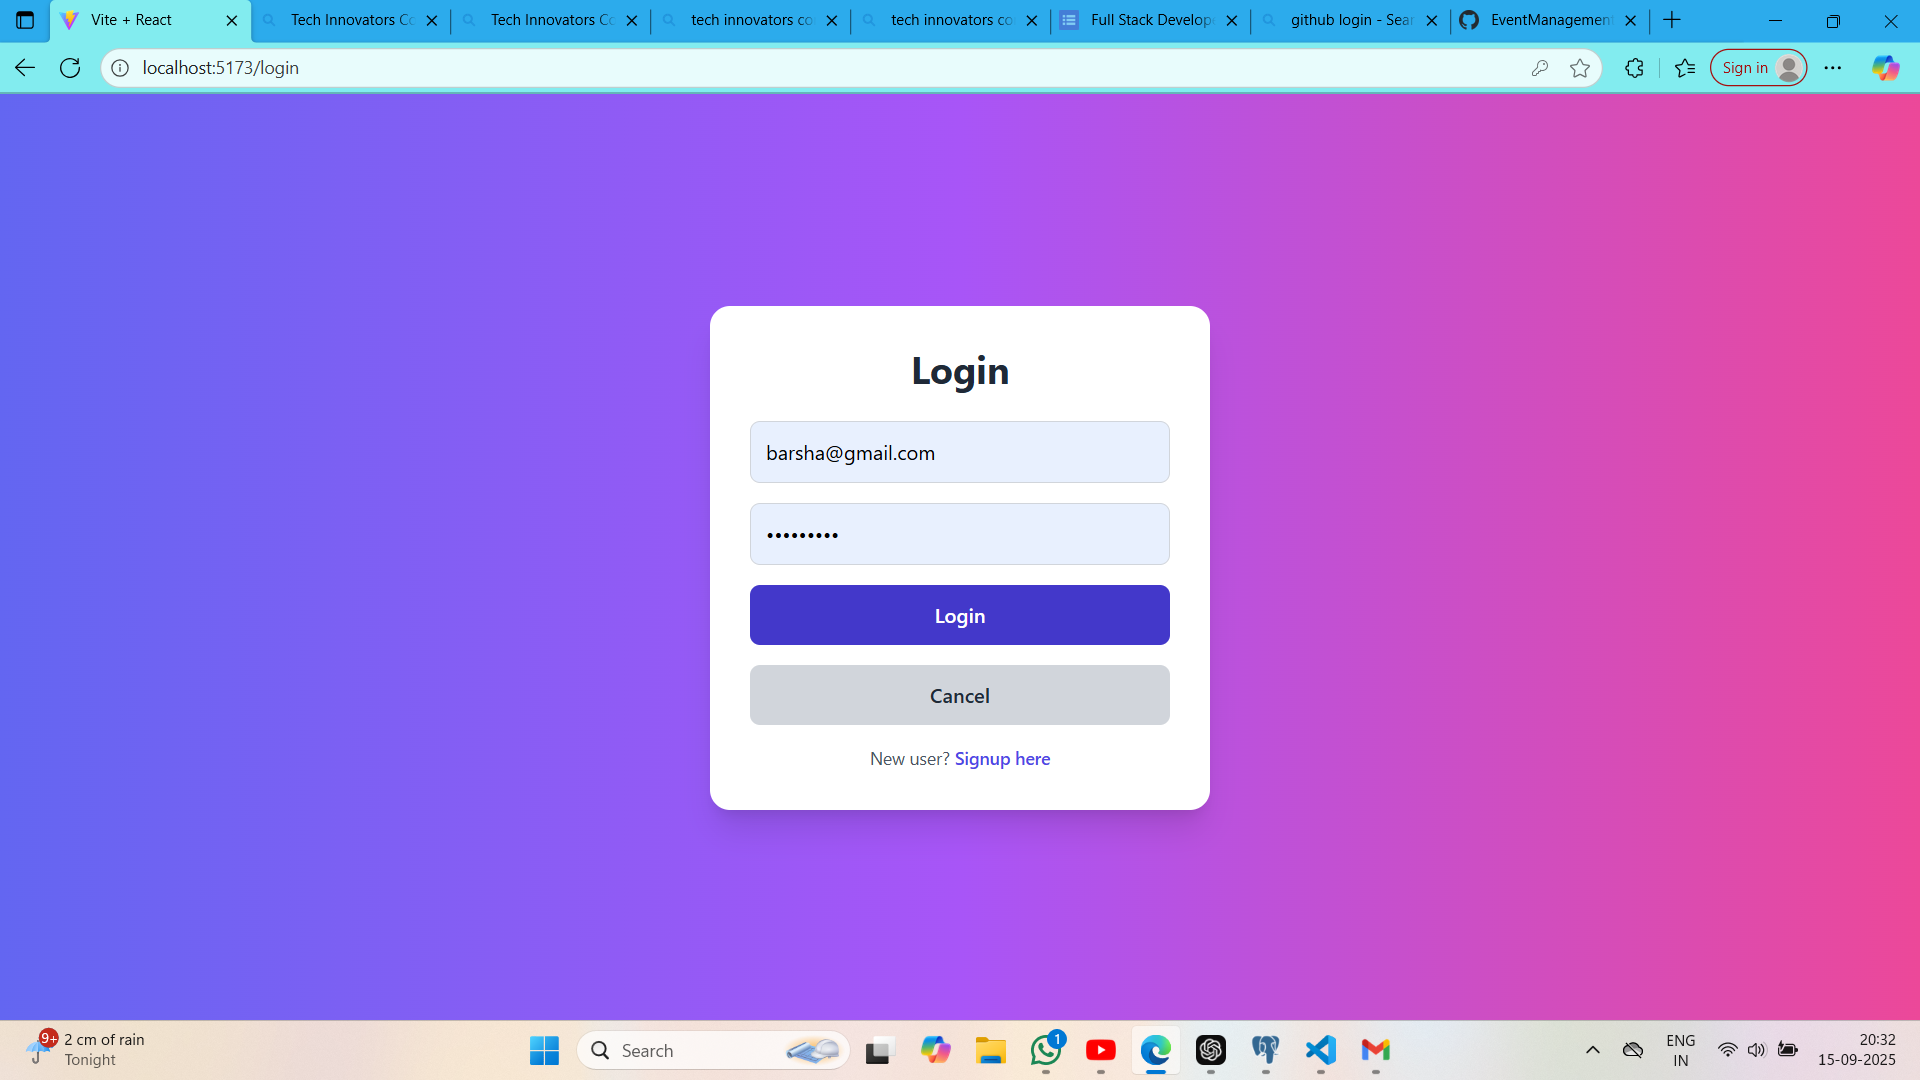 Vite + React
Tech Innovators Co
Tech Innovators Co
tech innovators co
tech innovators co
Full Stack Develop
github login - Sear
EventManagement
localhost:5173/login
Sign in
Login
barsha@gmail.com
•••••••••
Login
Cancel
New user? Signup here
9+
2 cm of rain
Tonight
Search
1
ENG
IN
20:32
15-09-2025